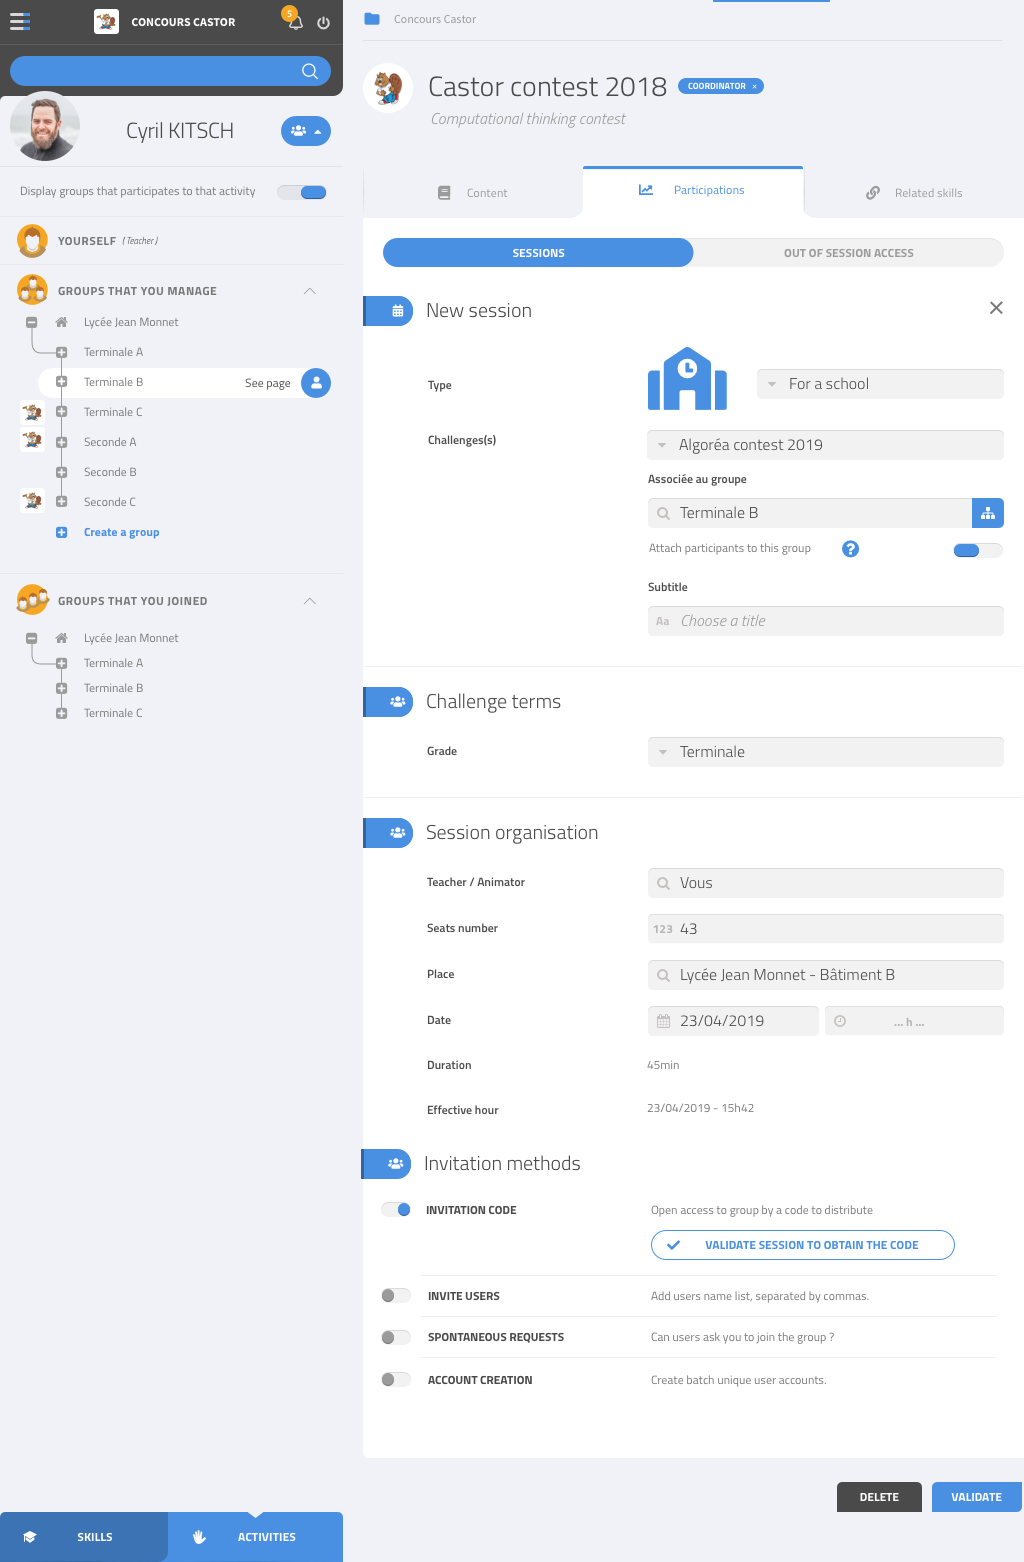 CONCOURS CASTOR
5
Cyril KITSCH
Display groups that participates to that activity
YOURSELF (Teacher)
GROUPS THAT YOU MANAGE
Lycée Jean Monnet
Terminale A
Terminale B
See page
Terminale C
Seconde A
Seconde B
Seconde C
Create a group
GROUPS THAT YOU JOINED
Lycée Jean Monnet
Terminale A
Terminale B
Terminale C
SKILLS
ACTIVITIES
Concours Castor
Castor contest 2018
COORDINATOR ×
Computational thinking contest
Content
Participations
Related skills
SESSIONS
OUT OF SESSION ACCESS
New session
Type
For a school
Challenges(s)
Algoréa contest 2019
Associée au groupe
Terminale B
Attach participants to this group
?
Subtitle
Aa Choose a title
Challenge terms
Grade
Terminale
Session organisation
Teacher / Animator
Vous
Seats number
123 43
Place
Lycée Jean Monnet - Bâtiment B
Date
23/04/2019
... h ...
Duration
45min
Effective hour
23/04/2019 - 15h42
Invitation methods
INVITATION CODE
Open access to group by a code to distribute
VALIDATE SESSION TO OBTAIN THE CODE
INVITE USERS
Add users name list, separated by commas.
SPONTANEOUS REQUESTS
Can users ask you to join the group ?
ACCOUNT CREATION
Create batch unique user accounts.
DELETE
VALIDATE